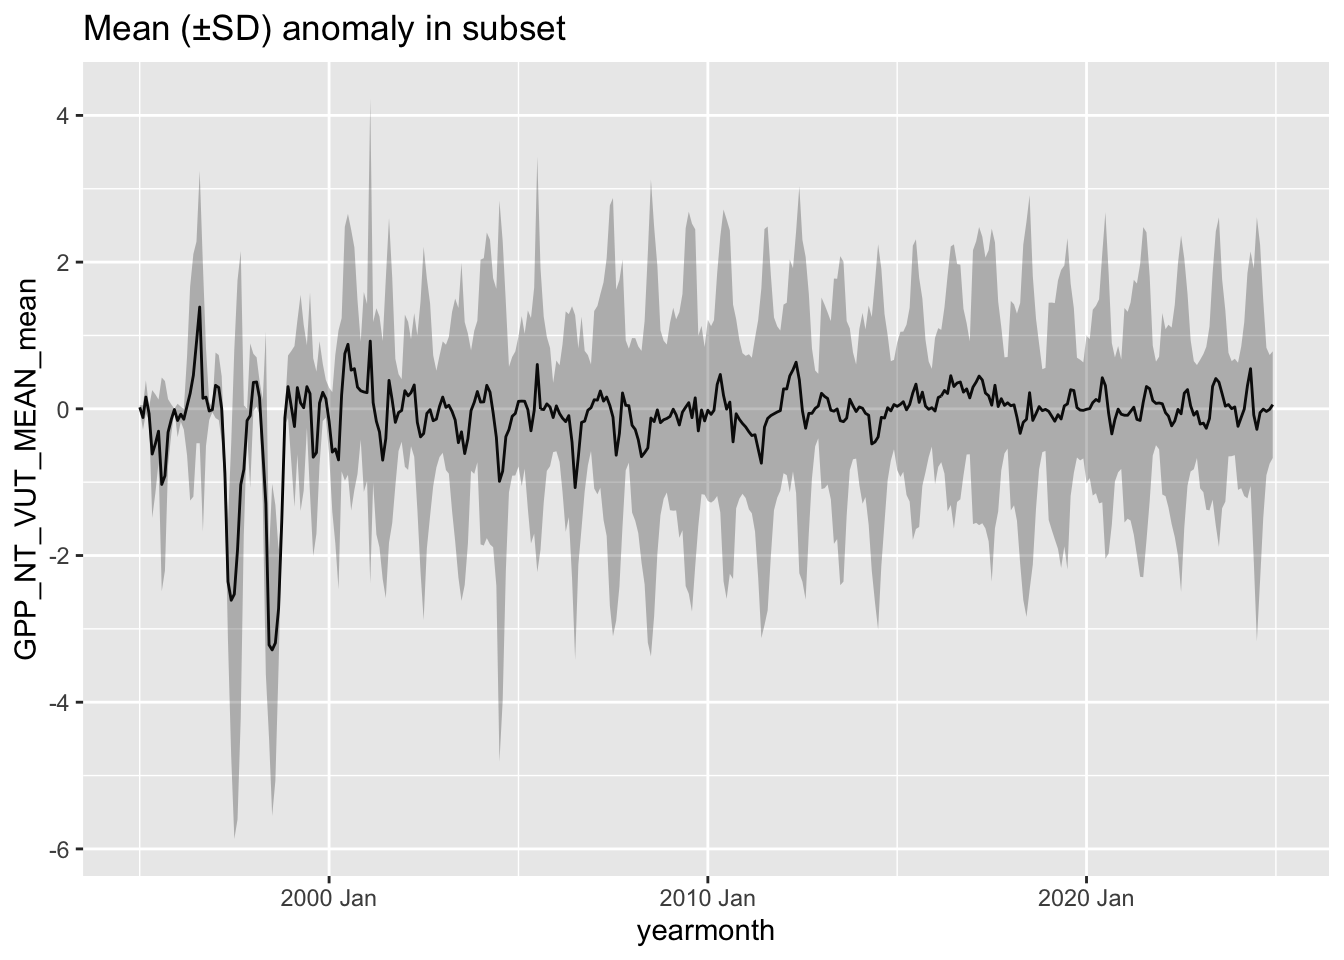 Mean (±SD) anomaly in subset
GPP_NT_VUT_MEAN_mean
4
2
0
-2
-4
-6
2000 Jan
2010 Jan
2020 Jan
yearmonth